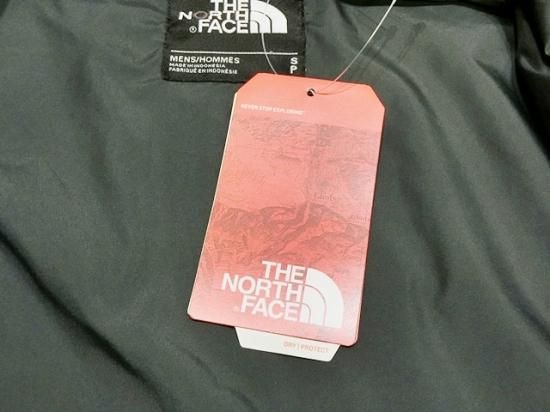 THE
NORTH
FACE
®
MENS/HOMMES
MADE IN INDONESIA
FABRIQUÉ EN INDONÉSIE
S
P
NEVER STOP EXPLORING
THE
NORTH
FACE
DRY | PROTECT